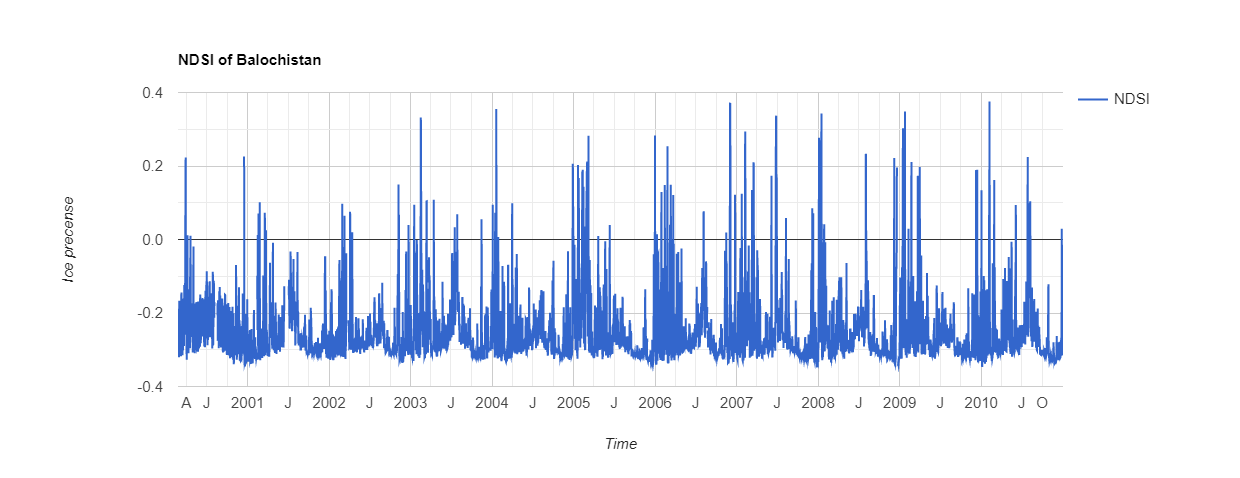 NDSI of Balochistan
0.4
0.2
0.0
-0.2
-0.4
Ice precense
NDSI
A J 2001 J 2002 J 2003 J 2004 J 2005 J 2006 J 2007 J 2008 J 2009 J 2010 J O
Time